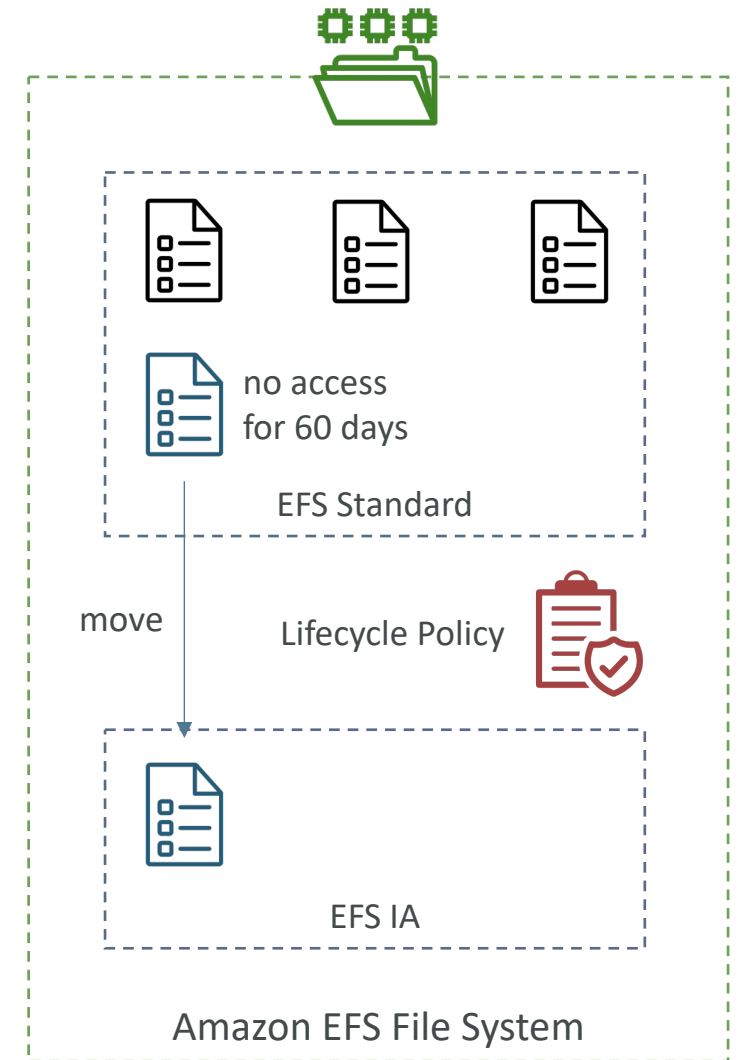 no access
for 60 days
EFS Standard
move
Lifecycle Policy
EFS IA
Amazon EFS File System